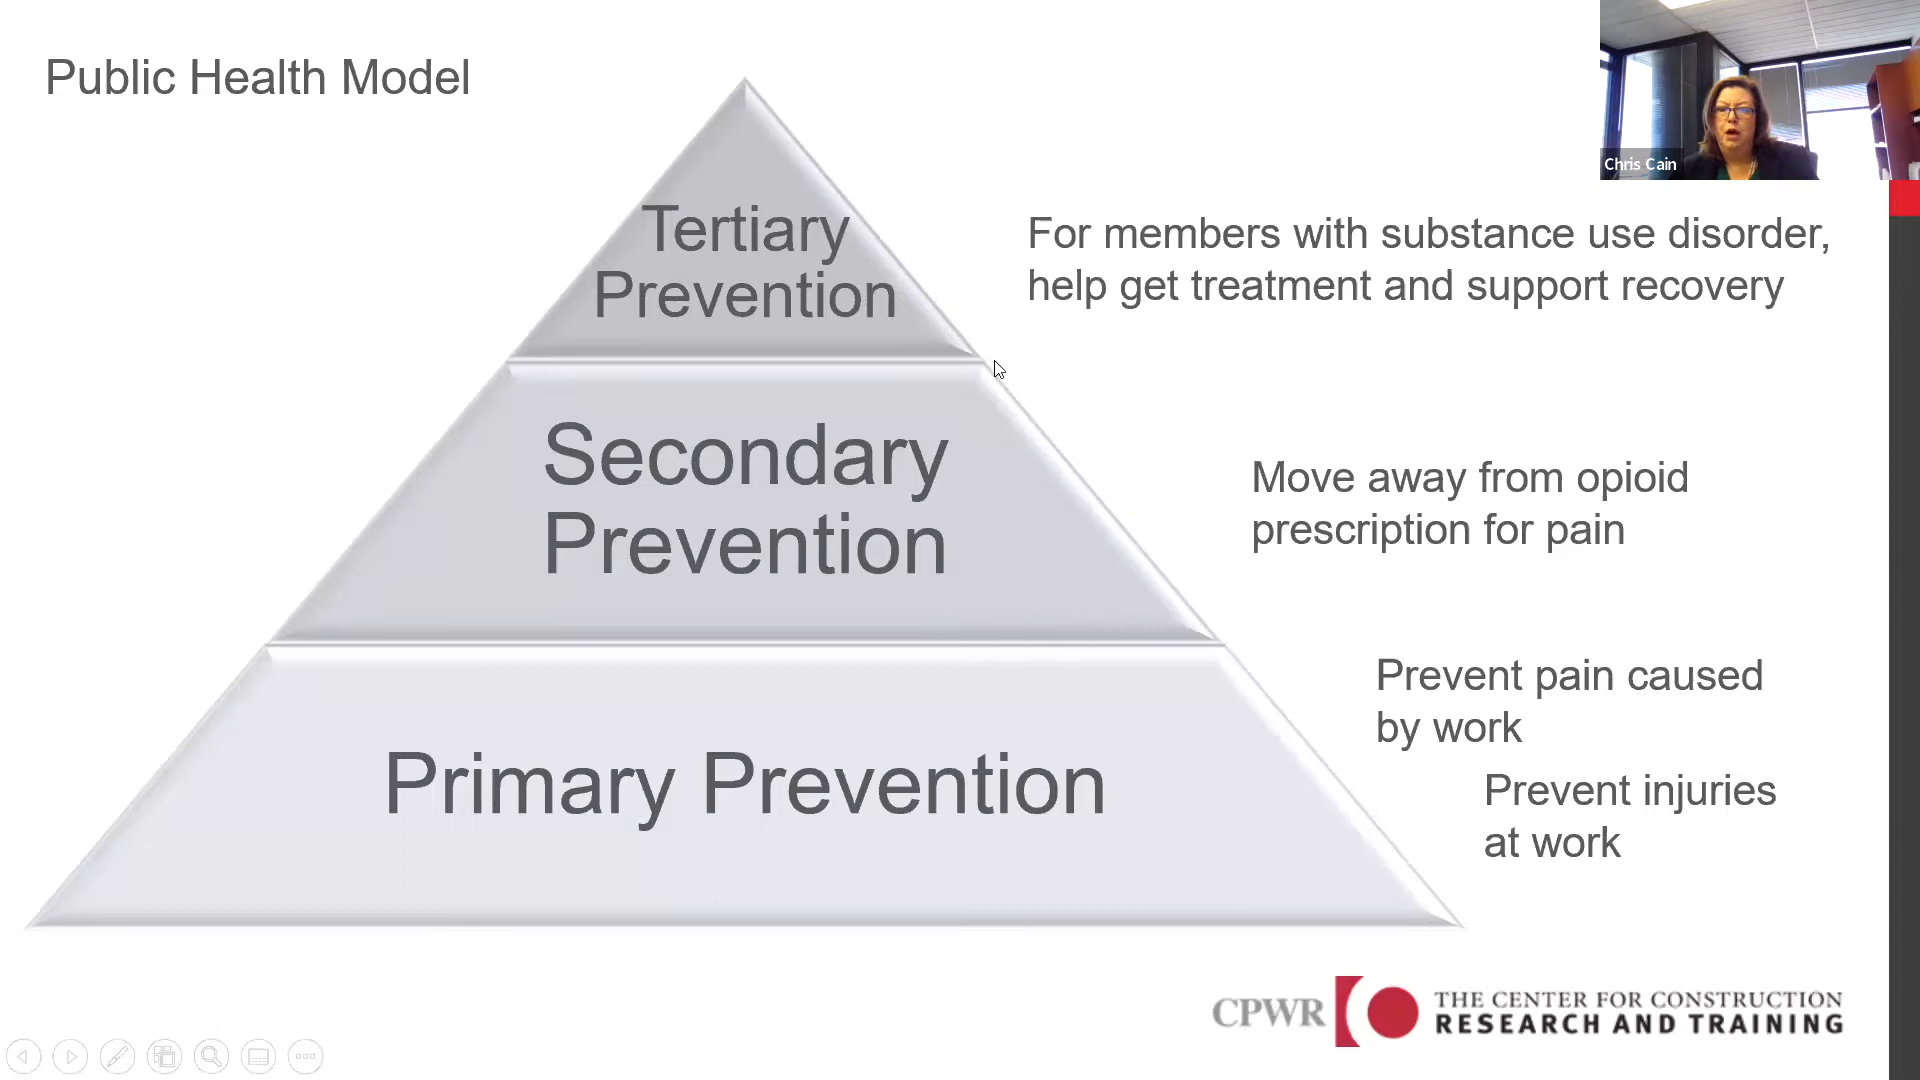 Public Health Model
Chris Cain
Tertiary
Prevention
For members with substance use disorder,
help get treatment and support recovery
Secondary
Prevention
Move away from opioid
prescription for pain
Primary Prevention
Prevent pain caused
by work
Prevent injuries
at work
CPWR
THE CENTER FOR CONSTRUCTION
RESEARCH AND TRAINING